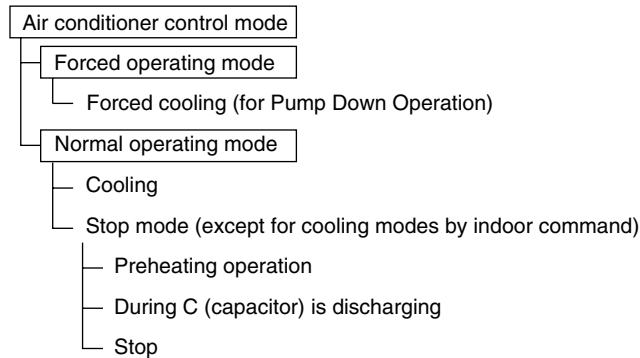 Air conditioner control mode
Forced operating mode
Forced cooling (for Pump Down Operation)
Normal operating mode
Cooling
Stop mode (except for cooling modes by indoor command)
Preheating operation
During C (capacitor) is discharging
Stop